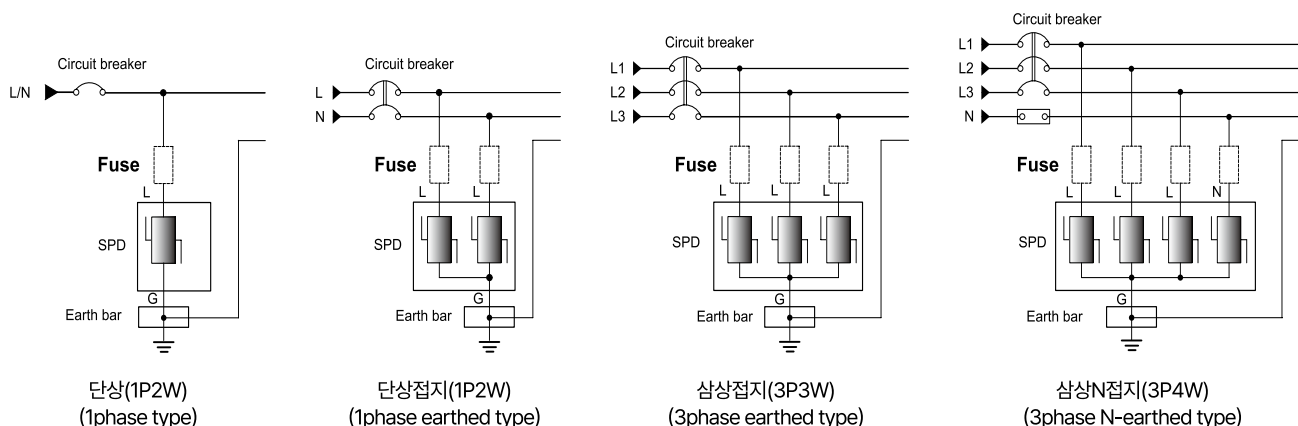 Circuit breaker
L/N
Fuse
L
SPD
G
Earth bar
단상(1P2W)
(1phase type)
Circuit breaker
L
N
Fuse
L
L
SPD
G
Earth bar
단상접지(1P2W)
(1phase earthed type)
Circuit breaker
L1
L2
L3
Fuse
L
L
L
SPD
G
Earth bar
삼상접지(3P3W)
(3phase earthed type)
Circuit breaker
L1
L2
L3
N
Fuse
L
L
L
N
SPD
G
Earth bar
삼상N접지(3P4W)
(3phase N-earthed type)